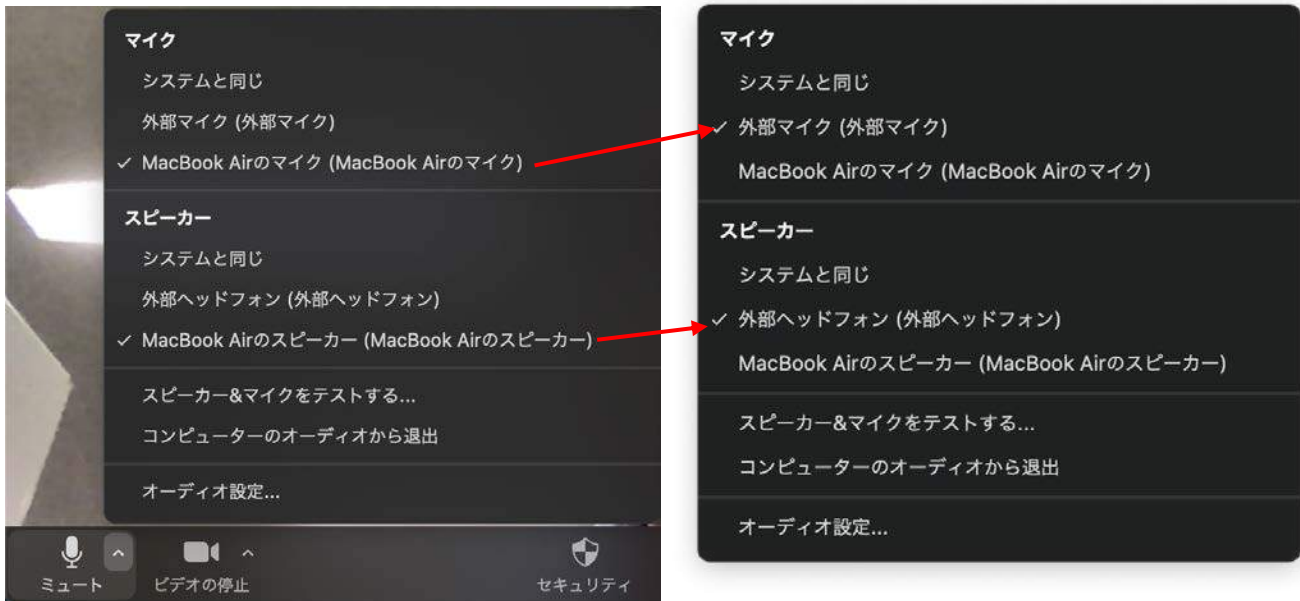 マイク
システムと同じ
外部マイク (外部マイク)
✓ MacBook Airのマイク (MacBook Airのマイク)
スピーカー
システムと同じ
外部ヘッドフォン (外部ヘッドフォン)
✓ MacBook Airのスピーカー (MacBook Airのスピーカー)
スピーカー&マイクをテストする...
コンピューターのオーディオから退出
オーディオ設定...
ミュート
ビデオの停止
セキュリティ
マイク
システムと同じ
✓ 外部マイク (外部マイク)
MacBook Airのマイク (MacBook Airのマイク)
スピーカー
システムと同じ
✓ 外部ヘッドフォン (外部ヘッドフォン)
MacBook Airのスピーカー (MacBook Airのスピーカー)
スピーカー&マイクをテストする...
コンピューターのオーディオから退出
オーディオ設定...